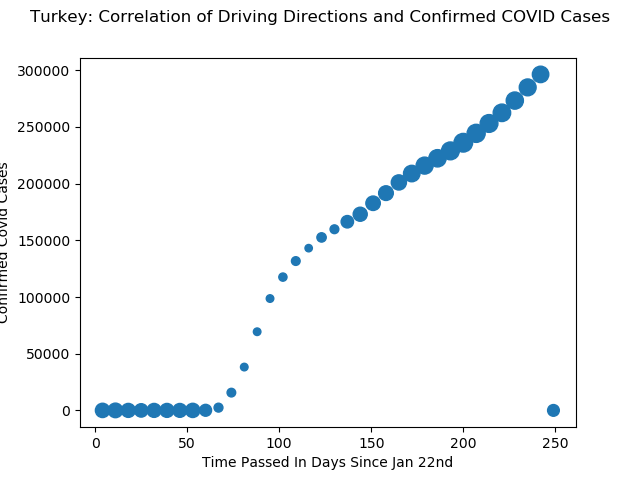 Turkey: Correlation of Driving Directions and Confirmed COVID Cases
300000
250000
200000
150000
100000
50000
0
Confirmed Covid Cases
0 50 100 150 200 250
Time Passed In Days Since Jan 22nd